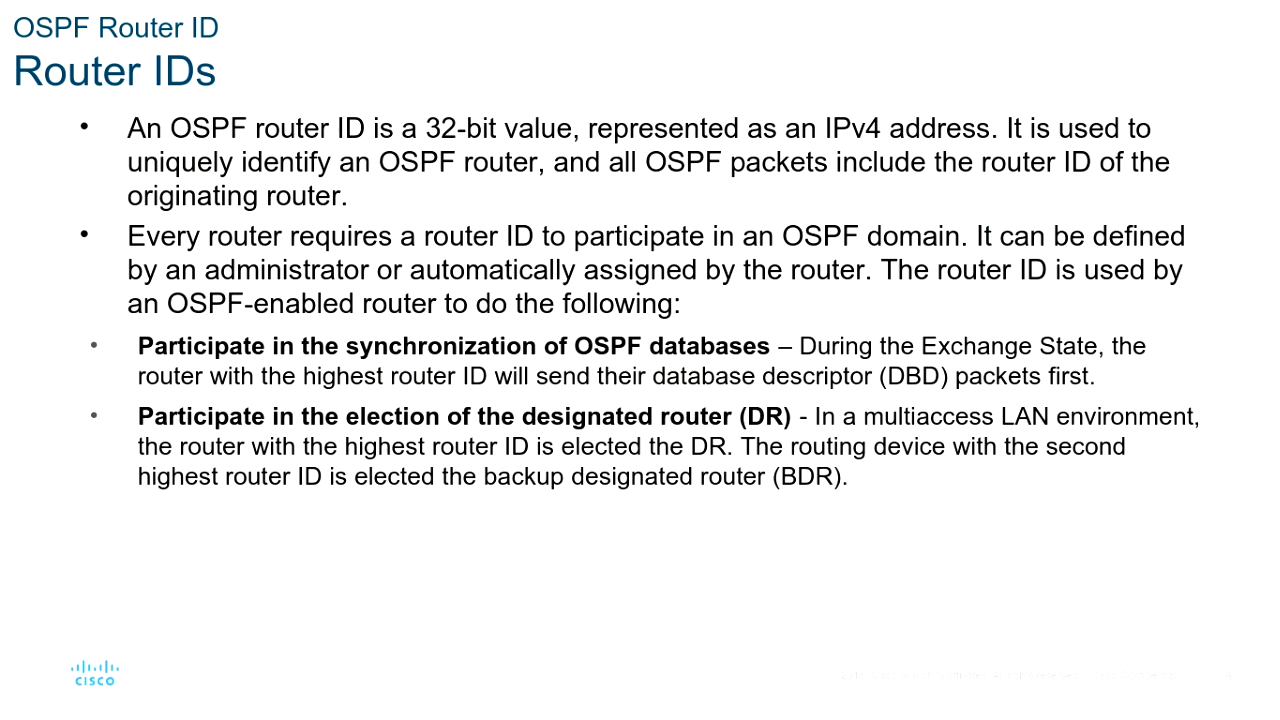 OSPF Router ID
Router IDs
• An OSPF router ID is a 32-bit value, represented as an IPv4 address. It is used to
uniquely identify an OSPF router, and all OSPF packets include the router ID of the
originating router.
• Every router requires a router ID to participate in an OSPF domain. It can be defined
by an administrator or automatically assigned by the router. The router ID is used by
an OSPF-enabled router to do the following:
• Participate in the synchronization of OSPF databases – During the Exchange State, the
router with the highest router ID will send their database descriptor (DBD) packets first.
• Participate in the election of the designated router (DR) - In a multiaccess LAN environment,
the router with the highest router ID is elected the DR. The routing device with the second
highest router ID is elected the backup designated router (BDR).
CISCO